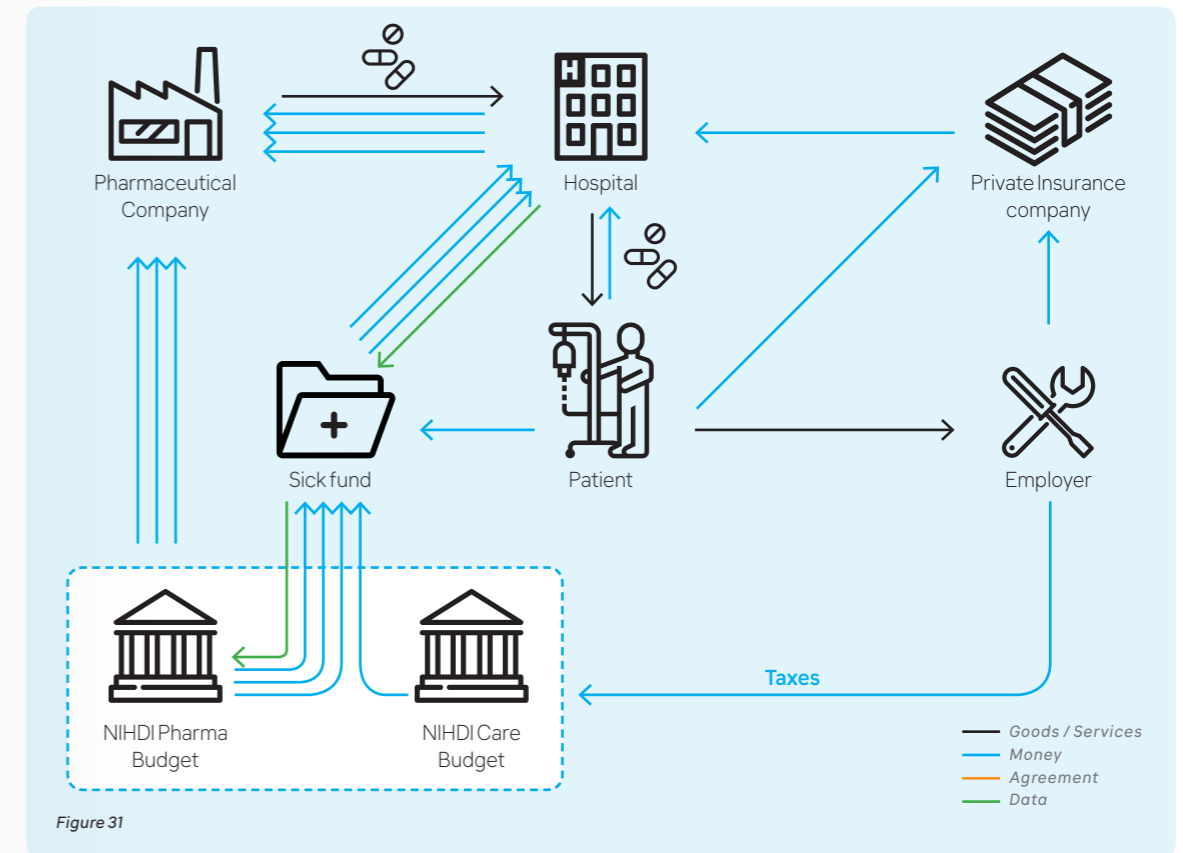 H
Pharmaceutical
Company
Hospital
Private Insurance
company
Sick fund
Patient
Employer
Taxes
NIHDI Pharma
Budget
NIHDI Care
Budget
Goods / Services
Money
Agreement
Data
Figure 31